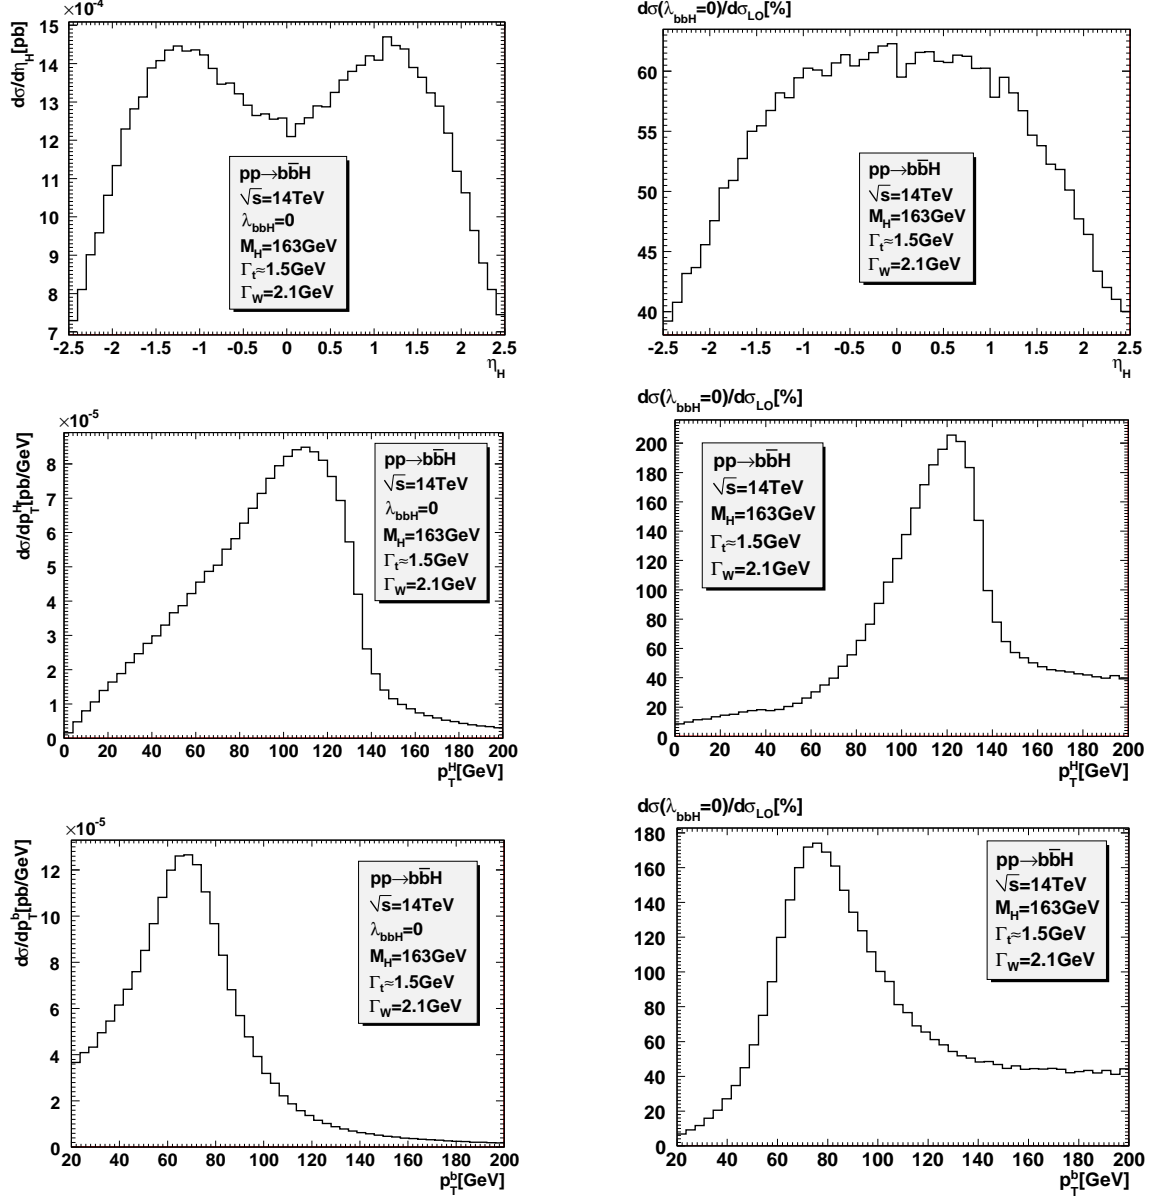 ×10⁻⁴
dσ/dη_H[pb]
15
14
13
12
11
10
9
8
7
-2.5 -2 -1.5 -1 -0.5 0 0.5 1 1.5 2 2.5
η_H
pp→bb̅H
√s=14TeV
λ_bbH=0
M_H=163GeV
Γ_t≈1.5GeV
Γ_W=2.1GeV
dσ(λ_bbH=0)/dσ_LO[%]
60
55
50
45
40
-2.5 -2 -1.5 -1 -0.5 0 0.5 1 1.5 2 2.5
η_H
pp→bb̅H
√s=14TeV
M_H=163GeV
Γ_t≈1.5GeV
Γ_W=2.1GeV
×10⁻⁵
dσ/dp_T^H[pb/GeV]
8
7
6
5
4
3
2
1
0
0 20 40 60 80 100 120 140 160 180 200
p_T^H[GeV]
pp→bb̅H
√s=14TeV
λ_bbH=0
M_H=163GeV
Γ_t≈1.5GeV
Γ_W=2.1GeV
dσ(λ_bbH=0)/dσ_LO[%]
200
180
160
140
120
100
80
60
40
20
0
0 20 40 60 80 100 120 140 160 180 200
p_T^H[GeV]
pp→bb̅H
√s=14TeV
M_H=163GeV
Γ_t≈1.5GeV
Γ_W=2.1GeV
×10⁻⁵
dσ/dp_T^b[pb/GeV]
12
10
8
6
4
2
0
20 40 60 80 100 120 140 160 180 200
p_T^b[GeV]
pp→bb̅H
√s=14TeV
λ_bbH=0
M_H=163GeV
Γ_t≈1.5GeV
Γ_W=2.1GeV
dσ(λ_bbH=0)/dσ_LO[%]
180
160
140
120
100
80
60
40
20
0
20 40 60 80 100 120 140 160 180 200
p_T^b[GeV]
pp→bb̅H
√s=14TeV
M_H=163GeV
Γ_t≈1.5GeV
Γ_W=2.1GeV